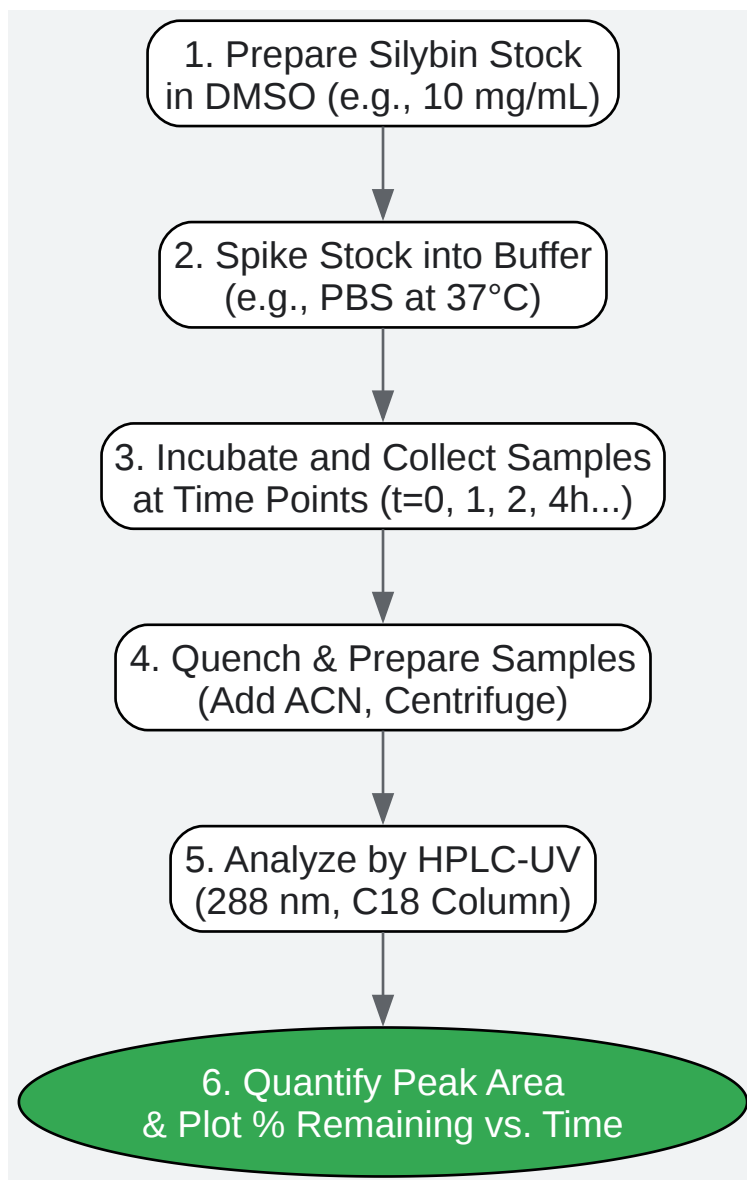 1. Prepare Silybin Stock
in DMSO (e.g., 10 mg/mL)
2. Spike Stock into Buffer
(e.g., PBS at 37°C)
3. Incubate and Collect Samples
at Time Points (t=0, 1, 2, 4h...)
4. Quench & Prepare Samples
(Add ACN, Centrifuge)
5. Analyze by HPLC-UV
(288 nm, C18 Column)
6. Quantify Peak Area
& Plot % Remaining vs. Time